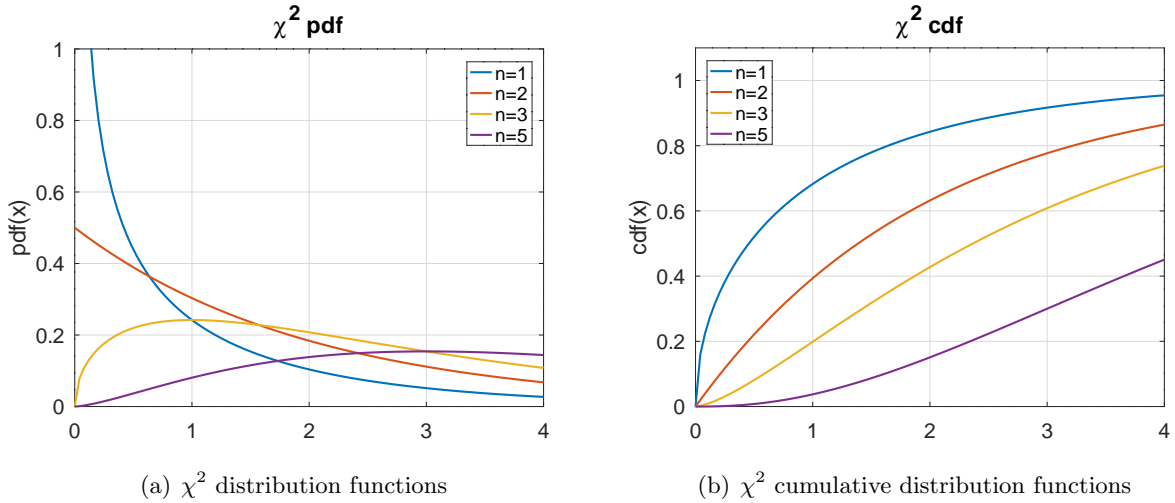 χ² pdf
1
0.8
0.6
0.4
0.2
0
pdf(x)
n=1
n=2
n=3
n=5
0 1 2 3 4
(a) χ² distribution functions
χ² cdf
1
0.8
0.6
0.4
0.2
0
cdf(x)
n=1
n=2
n=3
n=5
0 1 2 3 4
(b) χ² cumulative distribution functions